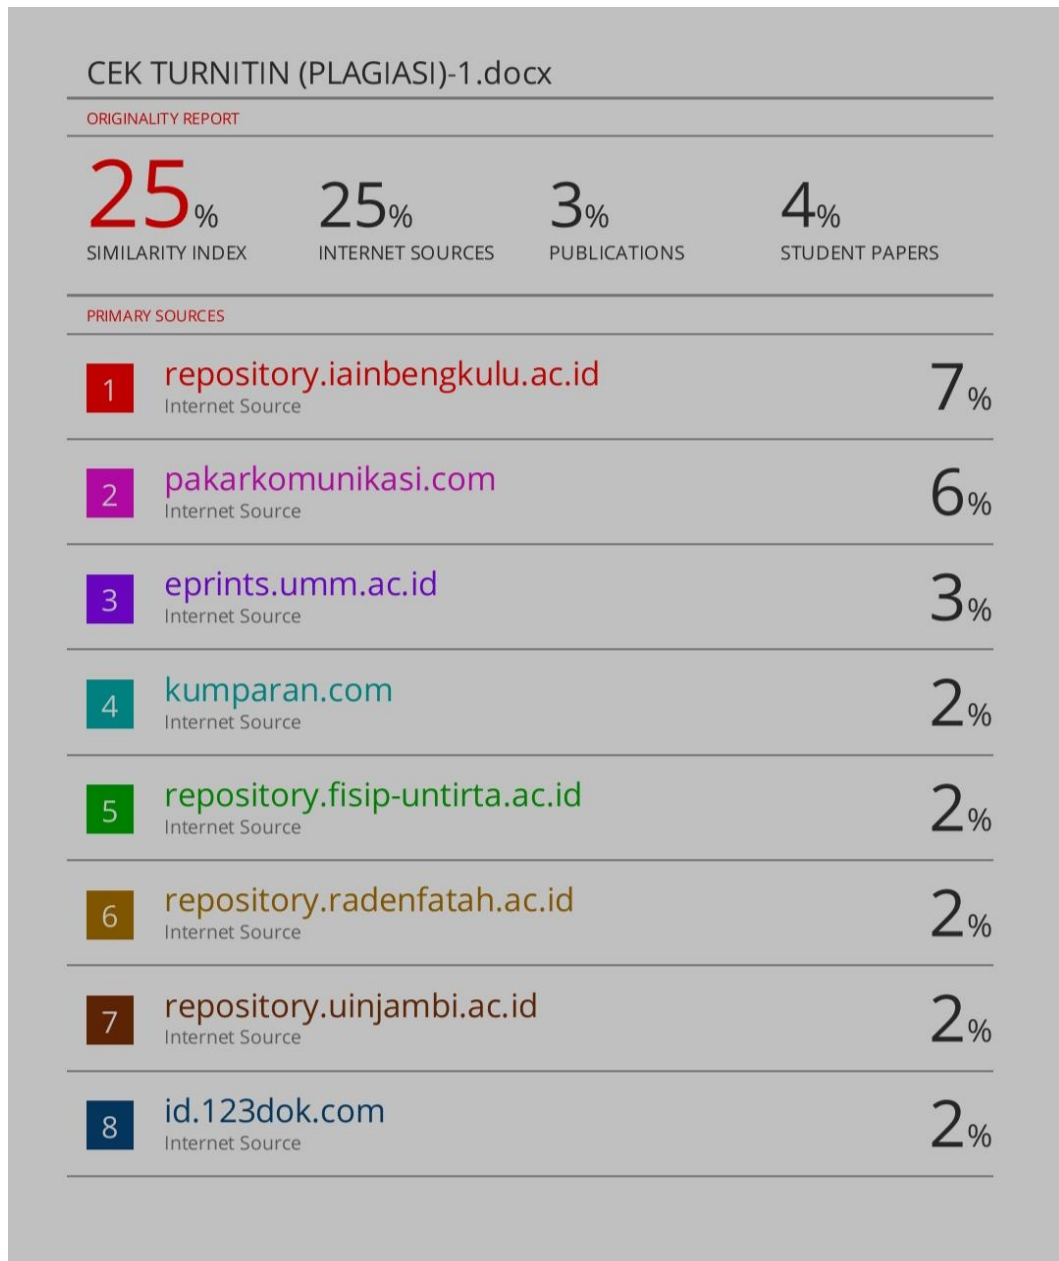 CEK TURNITIN (PLAGIASI)-1.docx
ORIGINALITY REPORT
25% 25% 3% 4%
SIMILARITY INDEX INTERNET SOURCES PUBLICATIONS STUDENT PAPERS
PRIMARY SOURCES
1 repository.iainbengkulu.ac.id 7%
Internet Source
2 pakarkomunikasi.com 6%
Internet Source
3 eprints.umm.ac.id 3%
Internet Source
4 kumparan.com 2%
Internet Source
5 repository.fisip-untirta.ac.id 2%
Internet Source
6 repository.radenfatah.ac.id 2%
Internet Source
7 repository.uinjambi.ac.id 2%
Internet Source
8 id.123dok.com 2%
Internet Source